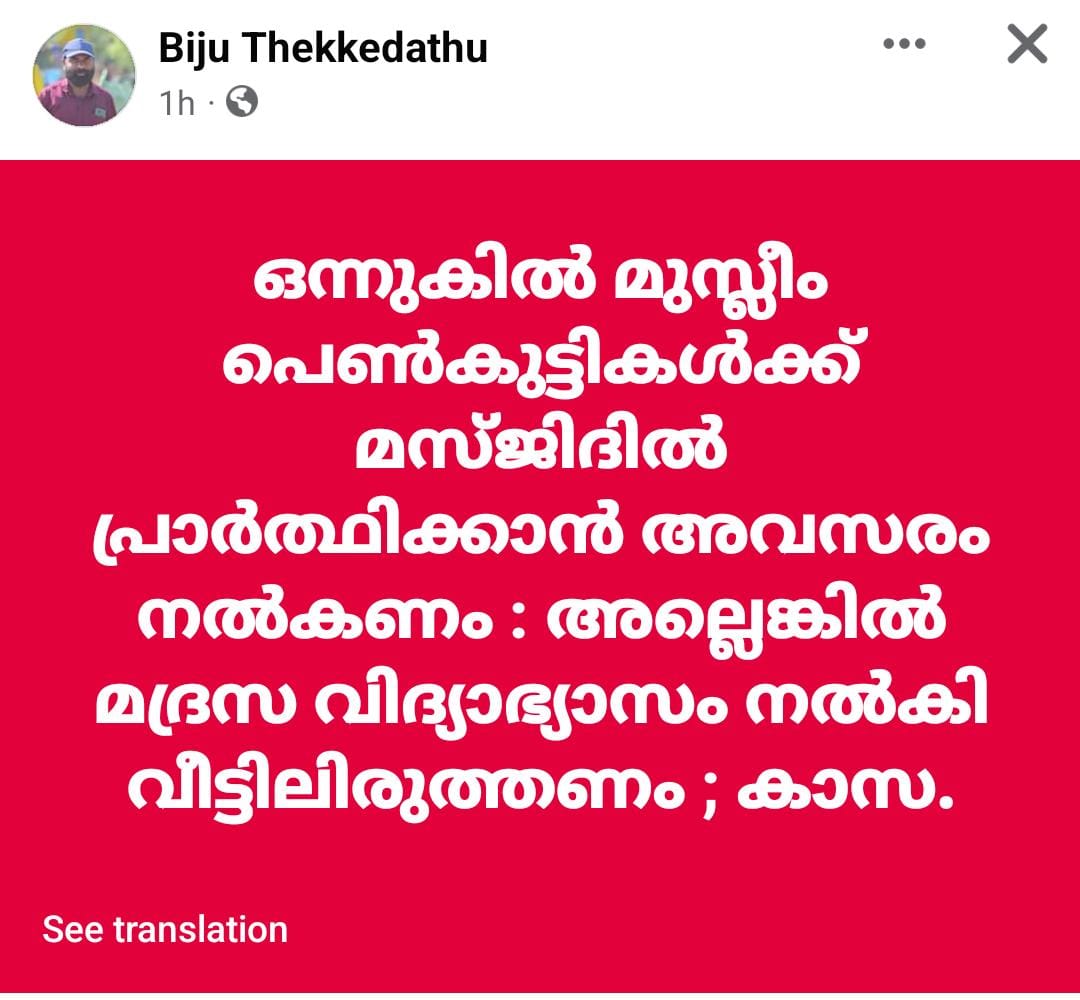 Biju Thekkedathu
1h ·
ഒന്നുകിൽ മുസ്ലീം
പെൺകുട്ടികൾക്ക്
മസ്ജിദിൽ
പ്രാർത്ഥിക്കാൻ അവസരം
നൽകണം : അല്ലെങ്കിൽ
മദ്രസ വിദ്യാഭ്യാസം നൽകി
വീട്ടിലിരുത്തണം ; കാസ.
See translation